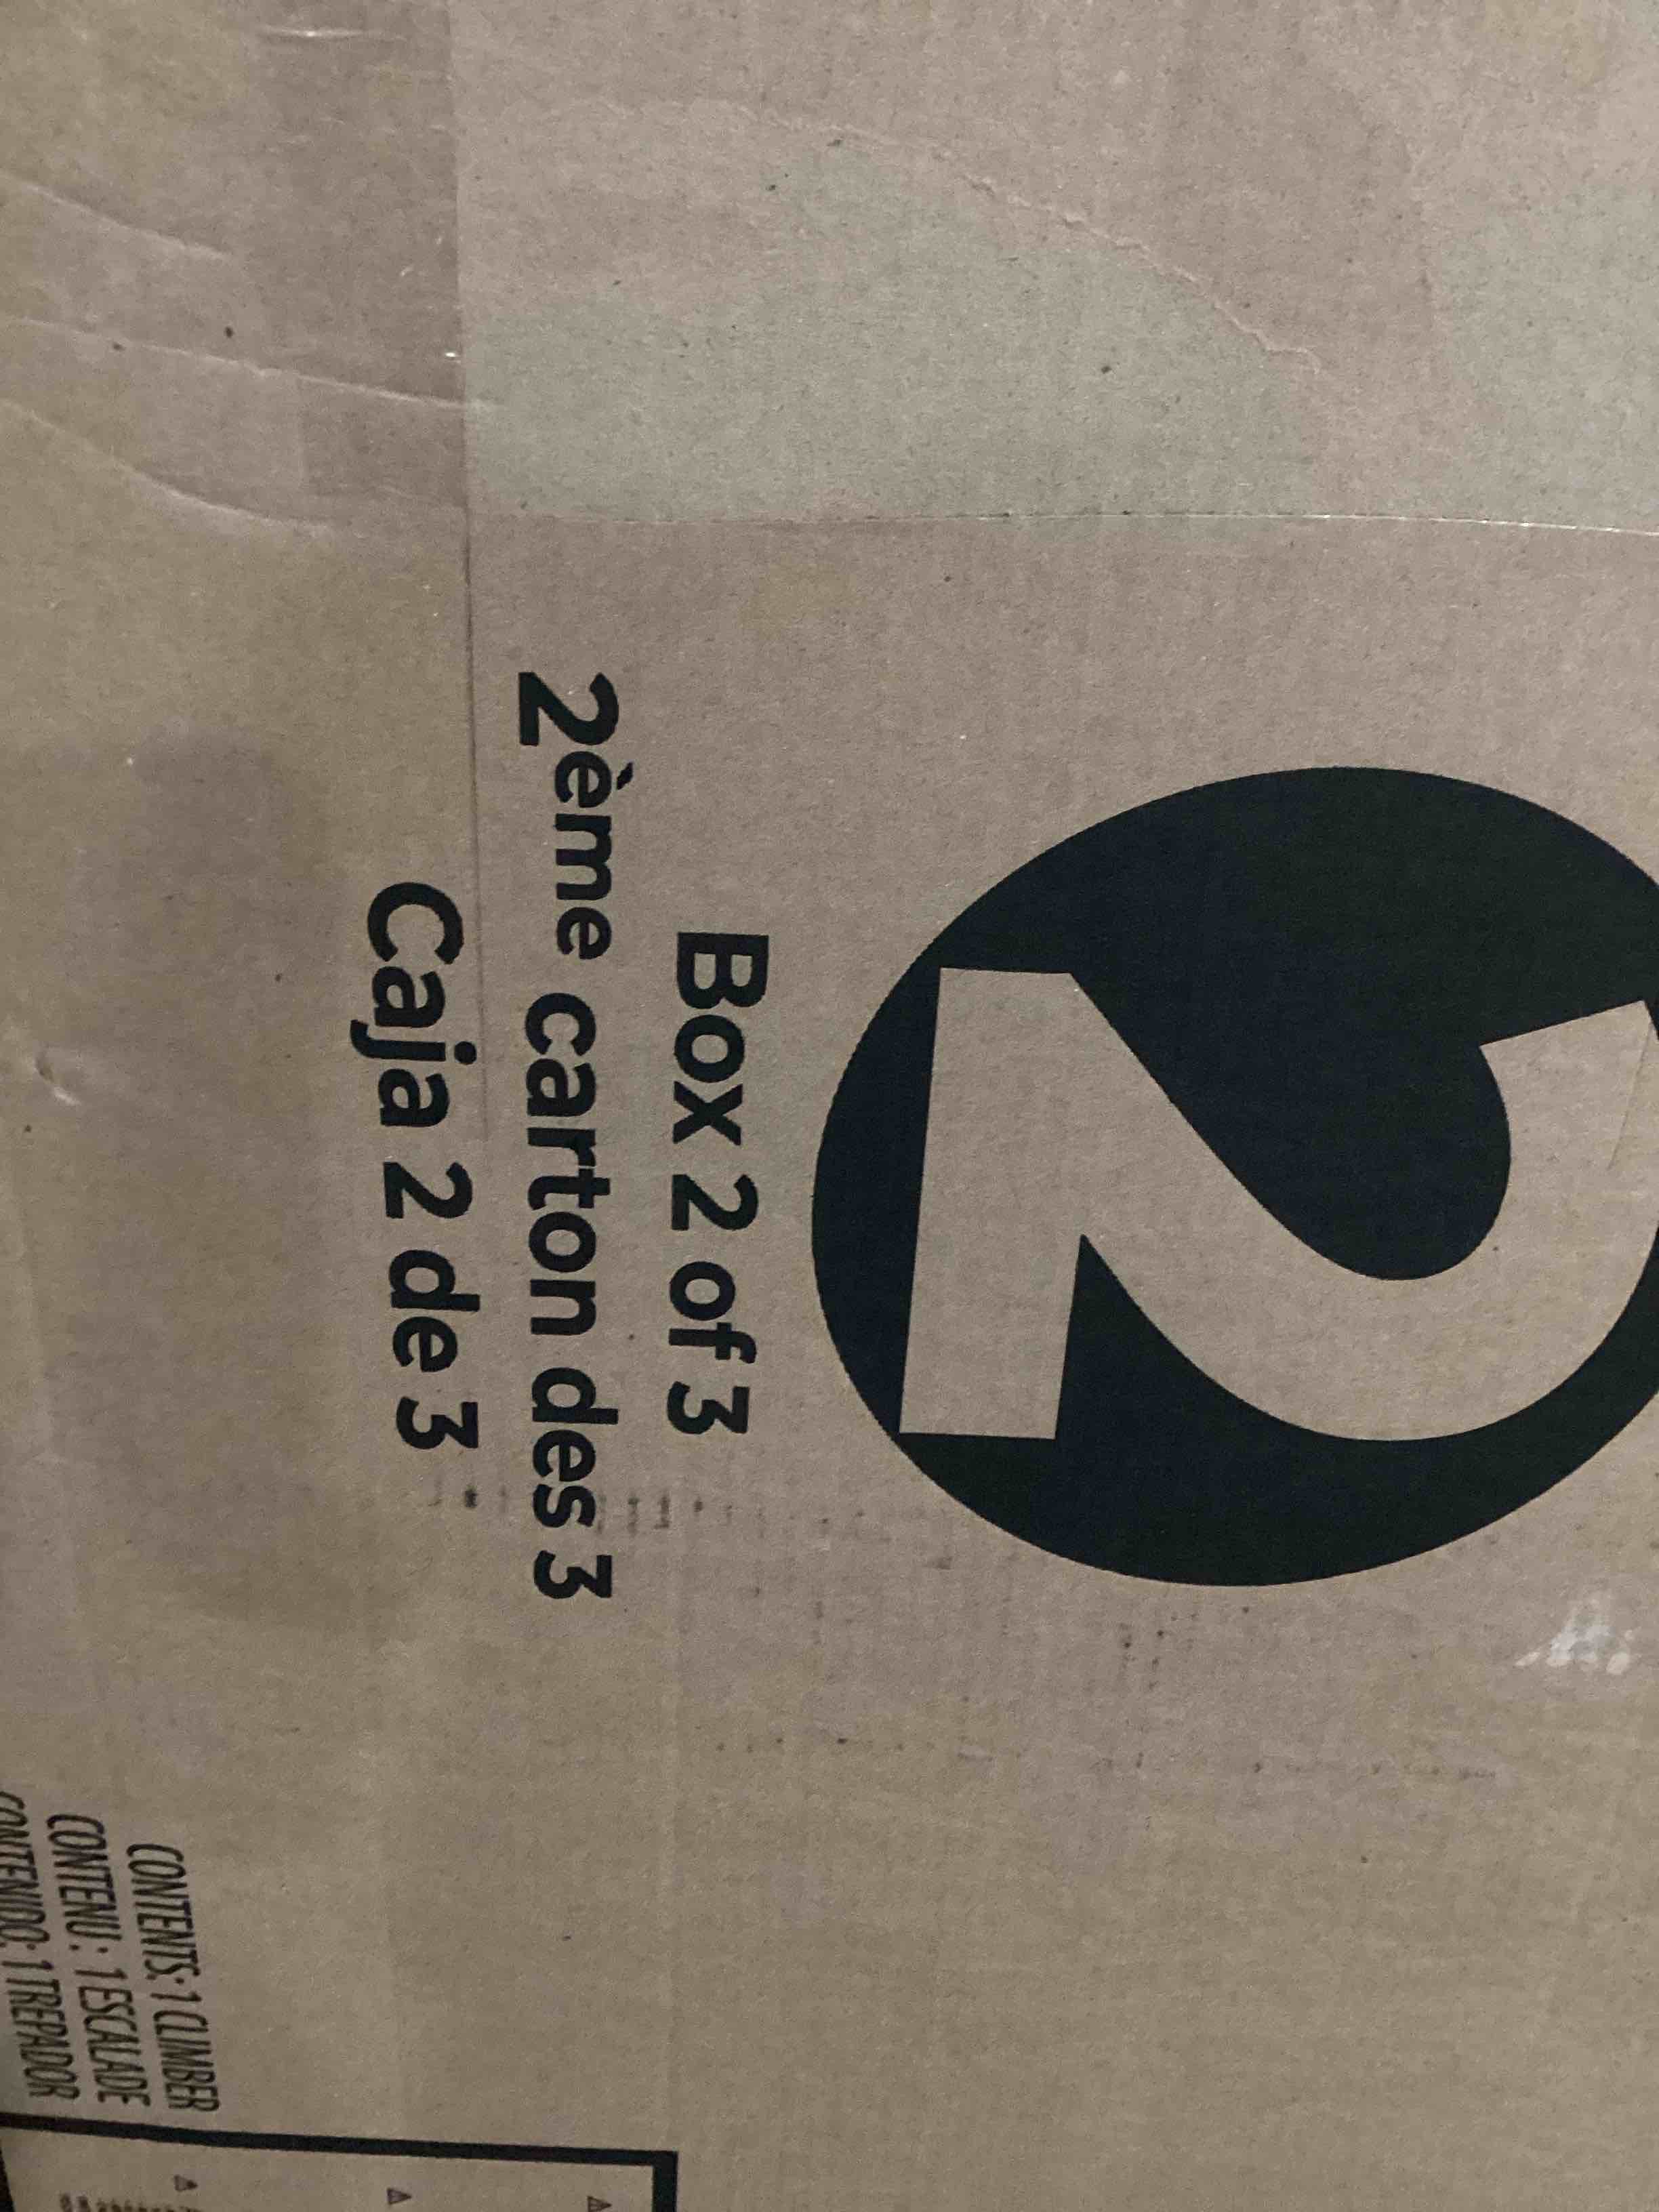 2
Box 2 of 3
2ème carton des 3
Caja 2 de 3
CONTENTS: 1 CLIMBER
CONTENU : 1 ESCALADE
CONTENIDO: 1 TREPADOR